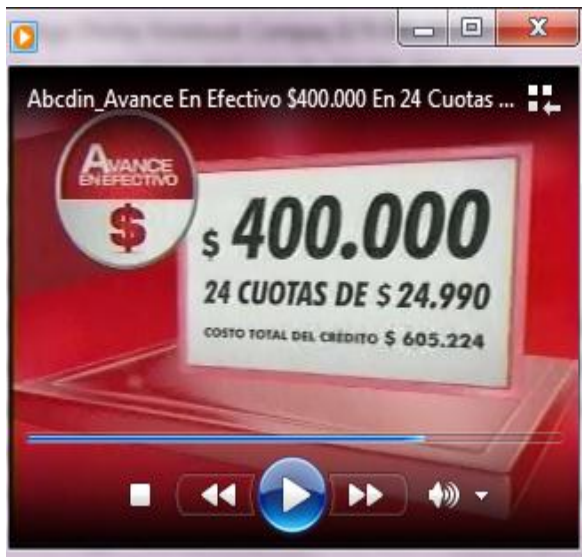 Abcdin_Avance En Efectivo $400.000 En 24 Cuotas ...
AVANCE
EN EFECTIVO
$
$ 400.000
24 CUOTAS DE $ 24.990
COSTO TOTAL DEL CRÉDITO $ 605.224